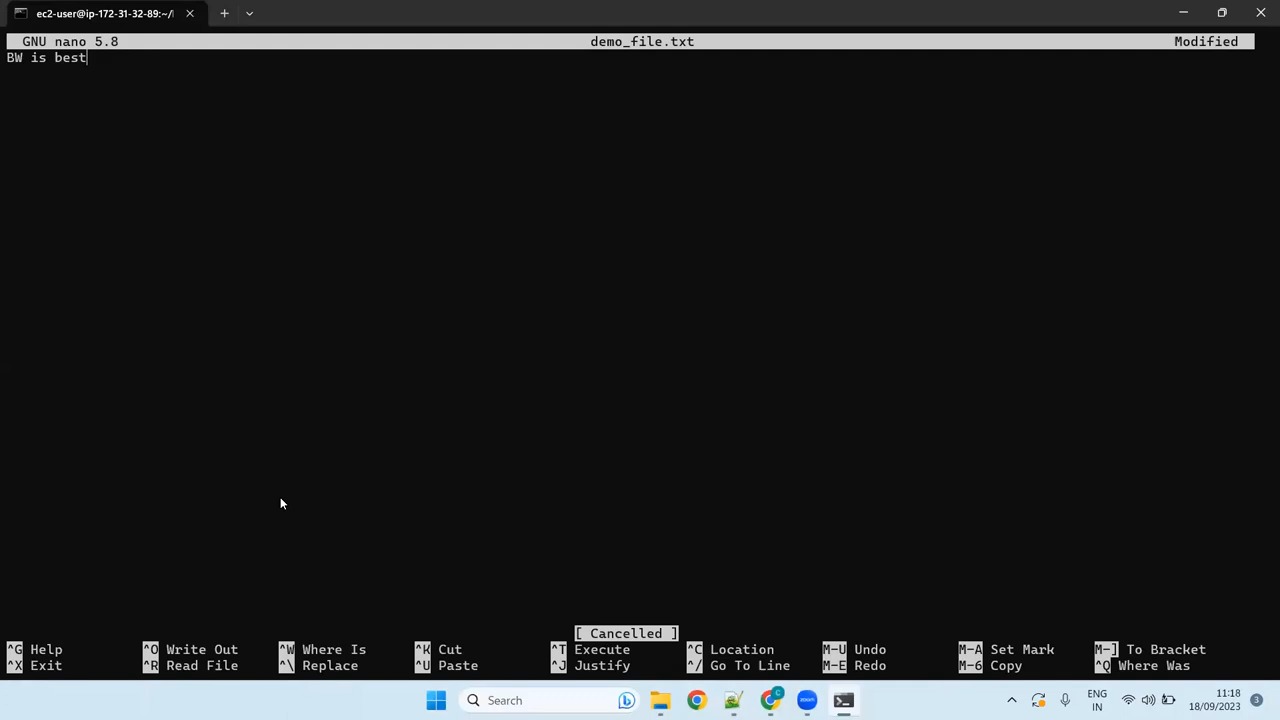 ec2-user@ip-172-31-32-89:~/
GNU nano 5.8 demo_file.txt Modified
BW is best
[ Cancelled ]
^G Help ^O Write Out ^W Where Is ^K Cut ^T Execute ^C Location M-U Undo M-A Set Mark M-] To Bracket
^X Exit ^R Read File ^\ Replace ^U Paste ^J Justify ^/ Go To Line M-E Redo M-6 Copy ^Q Where Was
Search
ENG
IN
11:18
18/09/2023
3